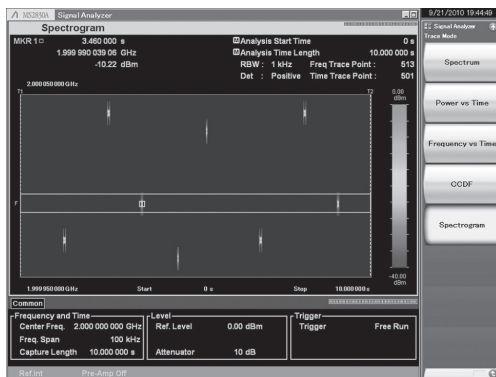 MS2830A Signal Analyzer
9/21/2010 19:44:49
Spectrogram
MKR 1
3.460 000 s
1.999 990 039 06 GHz
-10.22 dBm
Analysis Start Time 0 s
Analysis Time Length 10.000 000 s
RBW : 1 kHz Freq Trace Point : 513
Det : Positive Time Trace Point : 501
2.000 050 000 GHz
T1
T2
0.00
dBm
F
-40.00
dBm
1.999 950 000 GHz Start 0 s Stop 10.000 000 s
Common
Frequency and Time
Center Freq. 2.000 000 000 GHz
Freq. Span 100 kHz
Capture Length 10.000 000 s
Level
Ref. Level 0.00 dBm
Attenuator 10 dB
Trigger
Trigger Free Run
Ref.Int Pre-Amp Off
Signal Analyzer
Trace Mode
Spectrum
Power vs Time
Frequency vs Time
CCDF
Spectrogram